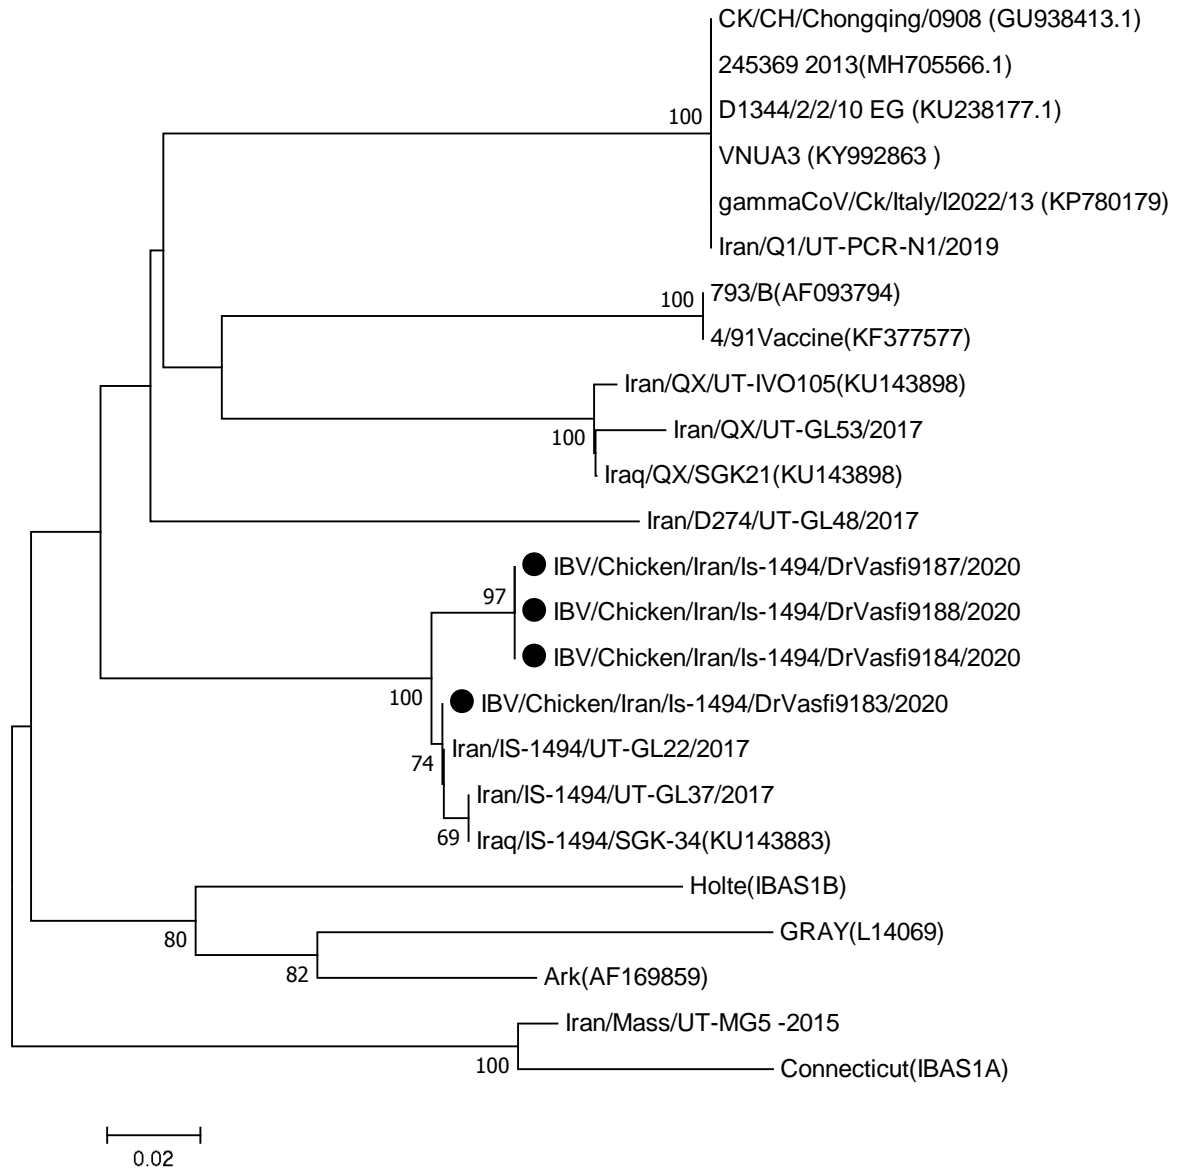 CK/CH/Chongqing/0908 (GU938413.1)
245369 2013(MH705566.1)
D1344/2/2/10 EG (KU238177.1)
100
VNUA3 (KY992863 )
gammaCoV/Ck/Italy/I2022/13 (KP780179)
Iran/Q1/UT-PCR-N1/2019
793/B(AF093794)
100
4/91Vaccine(KF377577)
Iran/QX/UT-IVO105(KU143898)
Iran/QX/UT-GL53/2017
100
Iraq/QX/SGK21(KU143898)
Iran/D274/UT-GL48/2017
IBV/Chicken/Iran/Is-1494/DrVasfi9187/2020
97
IBV/Chicken/Iran/Is-1494/DrVasfi9188/2020
IBV/Chicken/Iran/Is-1494/DrVasfi9184/2020
100
IBV/Chicken/Iran/Is-1494/DrVasfi9183/2020
Iran/IS-1494/UT-GL22/2017
74
Iran/IS-1494/UT-GL37/2017
69
Iraq/IS-1494/SGK-34(KU143883)
Holte(IBAS1B)
80
GRAY(L14069)
82
Ark(AF169859)
Iran/Mass/UT-MG5 -2015
100
Connecticut(IBAS1A)
0.02